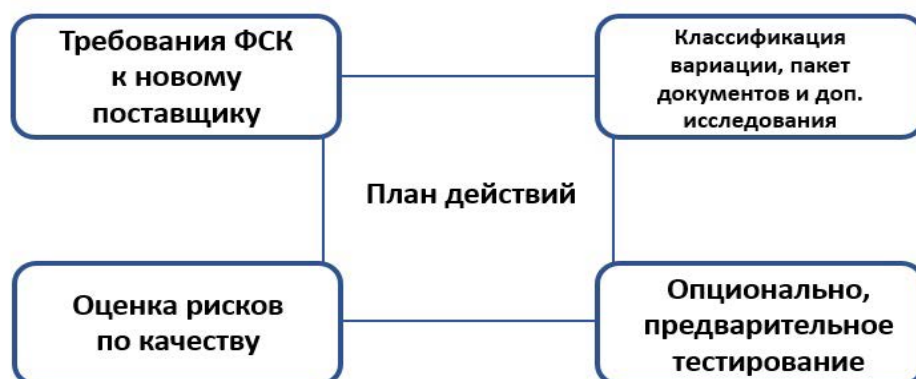 Требования ФСК
к новому
поставщику
Классификация
вариации, пакет
документов и доп.
исследования
План действий
Оценка рисков
по качеству
Опционально,
предварительное
тестирование